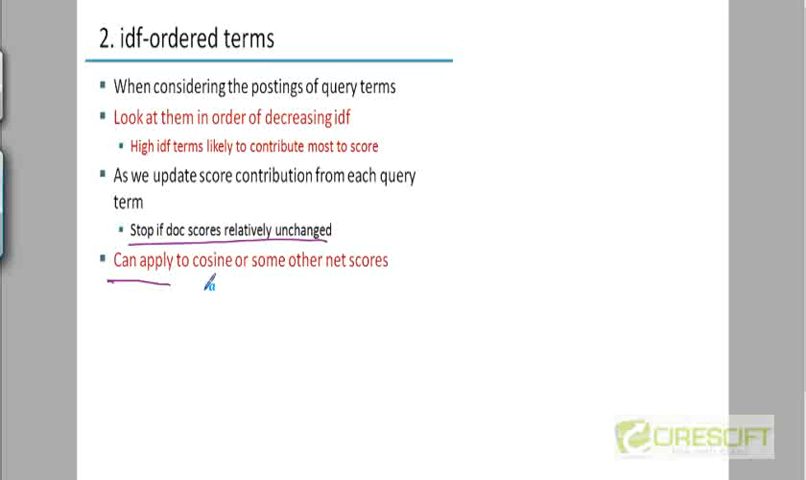 2. idf-ordered terms
▪ When considering the postings of query terms
▪ Look at them in order of decreasing idf
▪ High idf terms likely to contribute most to score
▪ As we update score contribution from each query
term
▪ Stop if doc scores relatively unchanged
▪ Can apply to cosine or some other net scores
CIRESCIFT